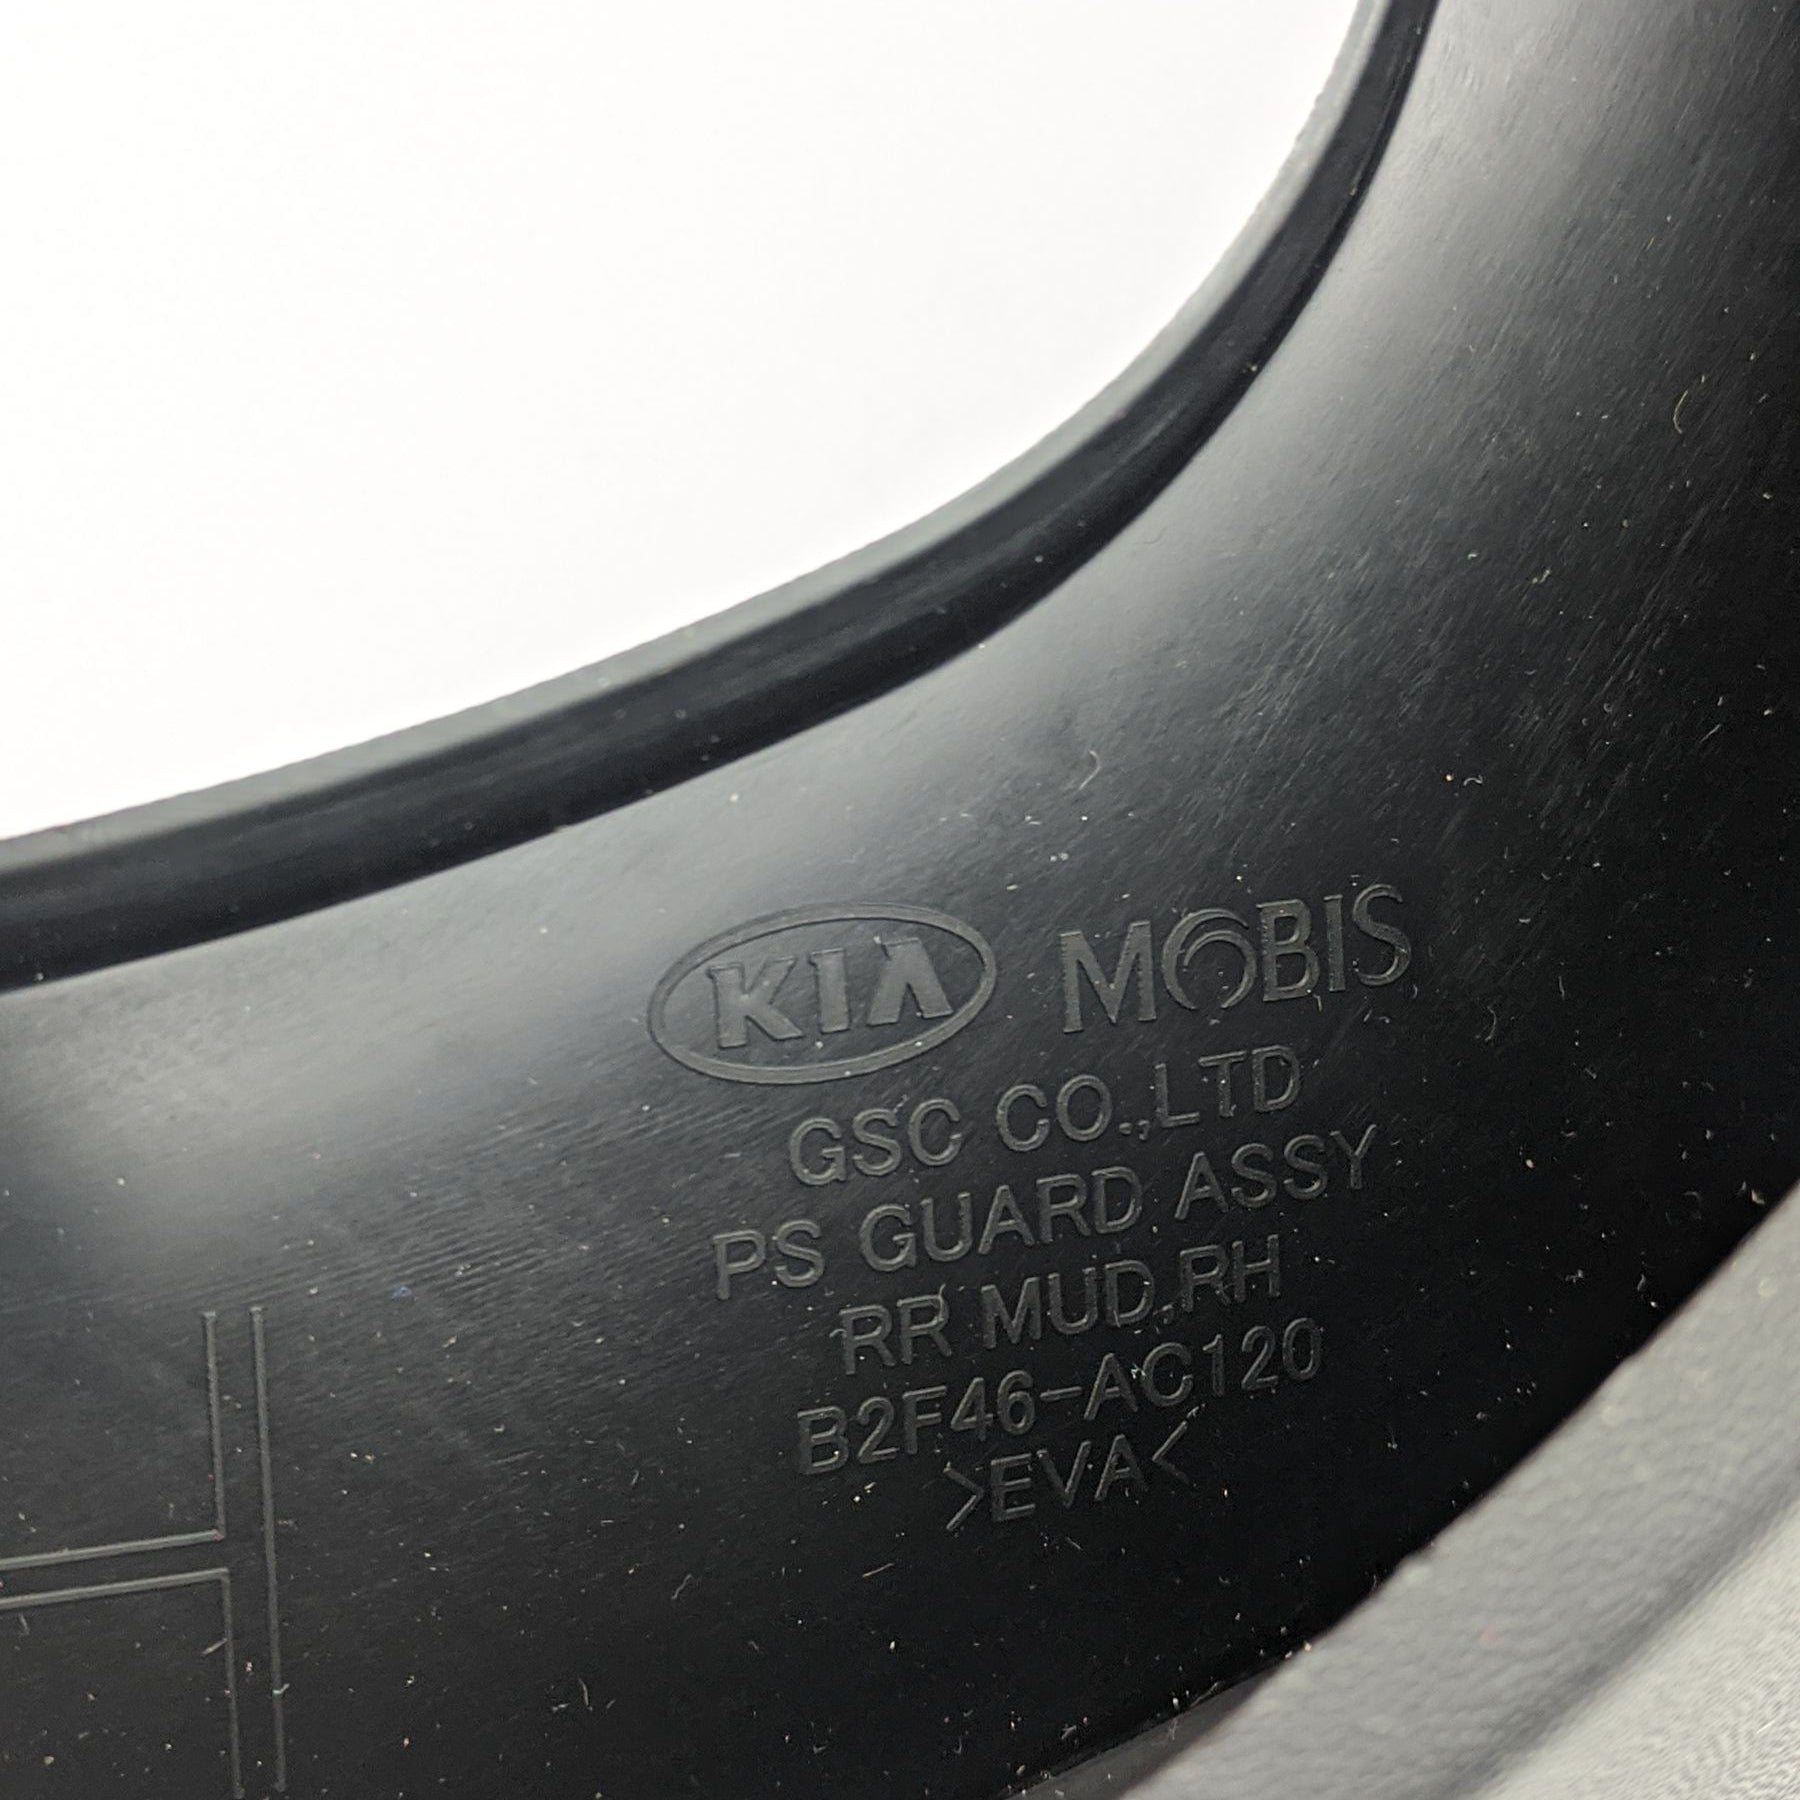 KIA MOBIS
GSC CO.,LTD
PS GUARD ASSY
RR MUD,RH
B2F46-AC120
>EVA<